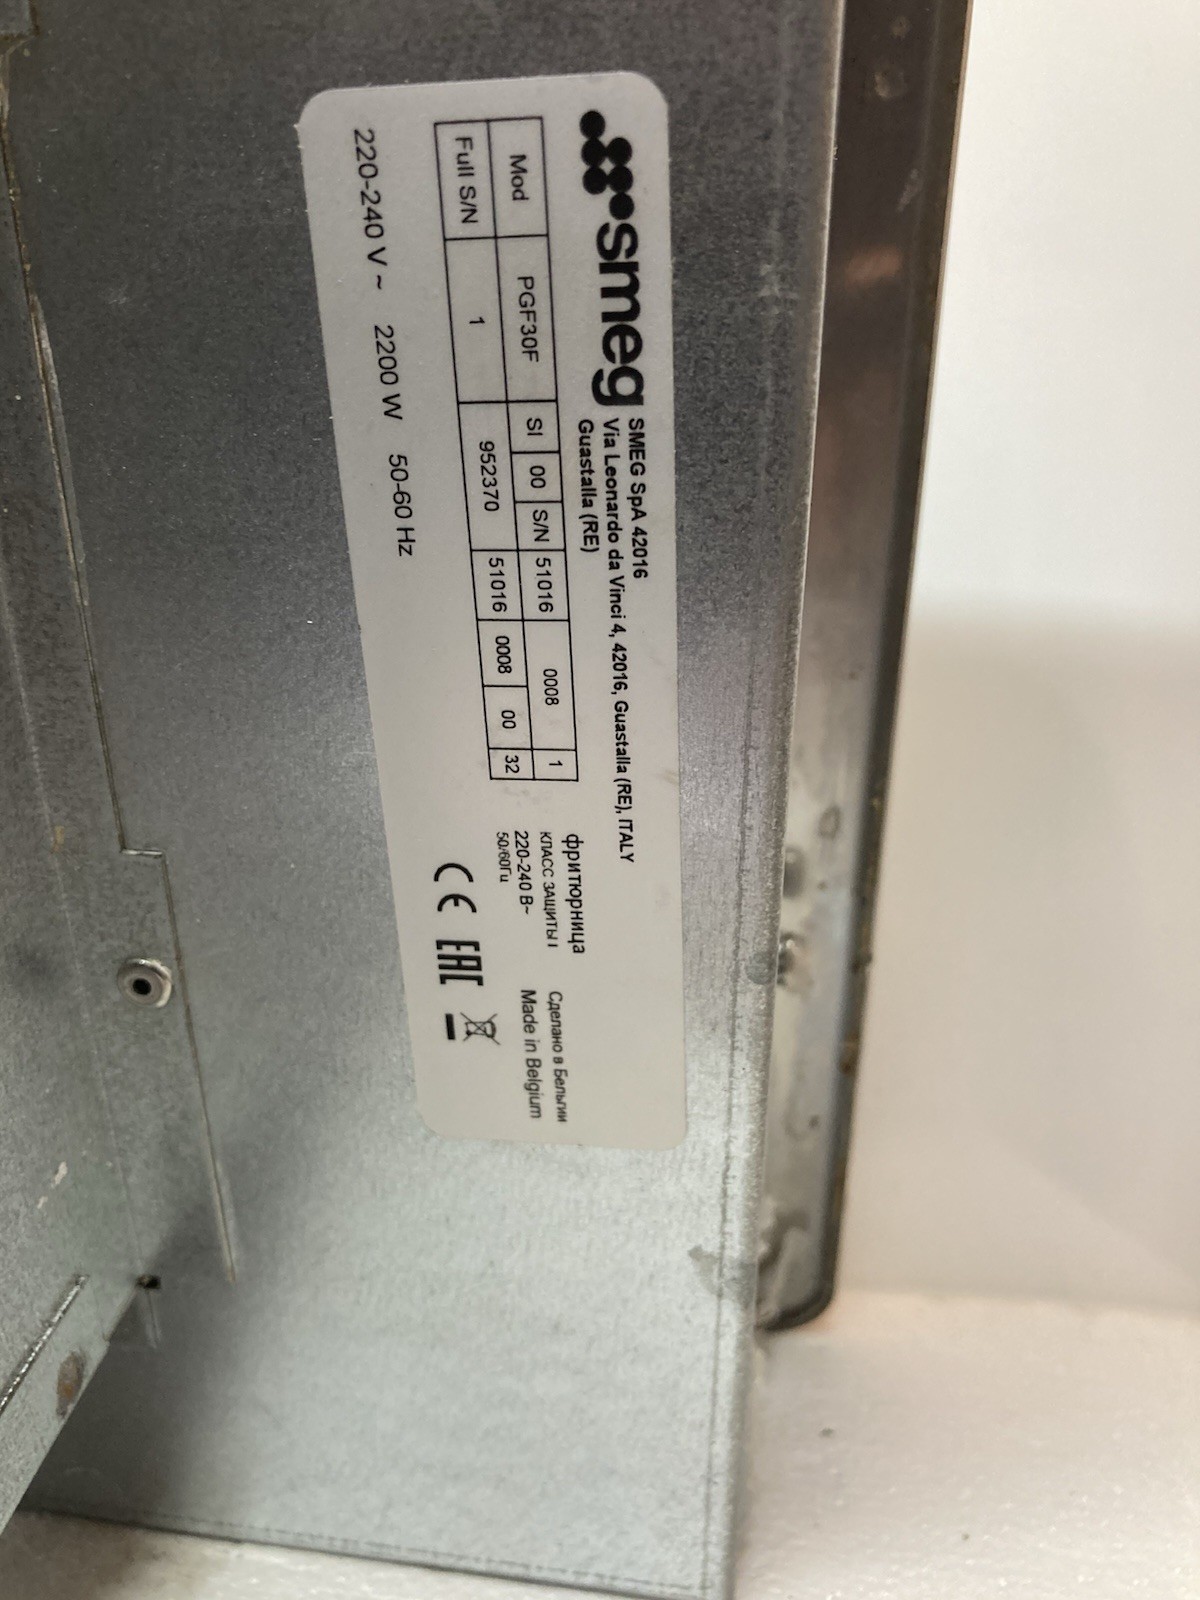 smeg
SMEG SpA 42016
Via Leonardo da Vinci 4, 42016, Guastalla (RE), ITALY
Guastalla (RE)
Mod PGF30F SI 00 S/N 51016 0008 1
Full S/N 1 952370 51016 0008 00 32
220-240 V ~ 2200 W 50-60 Hz
фритюрница
КЛАСС ЗАЩИТЫ I
220-240 В~
50/60Гц
Сделано в Бельгии
Made in Belgium
CE EAC